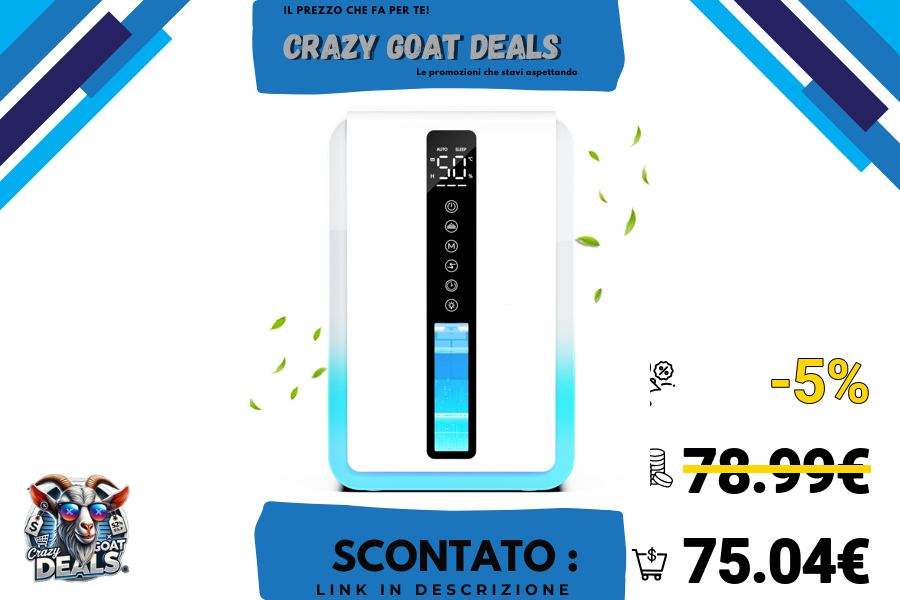 IL PREZZO CHE FA PER TE!
CRAZY GOAT DEALS
Le promozioni che stavi aspettando
AUTO SLEEP
50
°C
H %
-5%
78.99€
75.04€
SCONTATO :
LINK IN DESCRIZIONE
Crazy
GOAT
DEALS